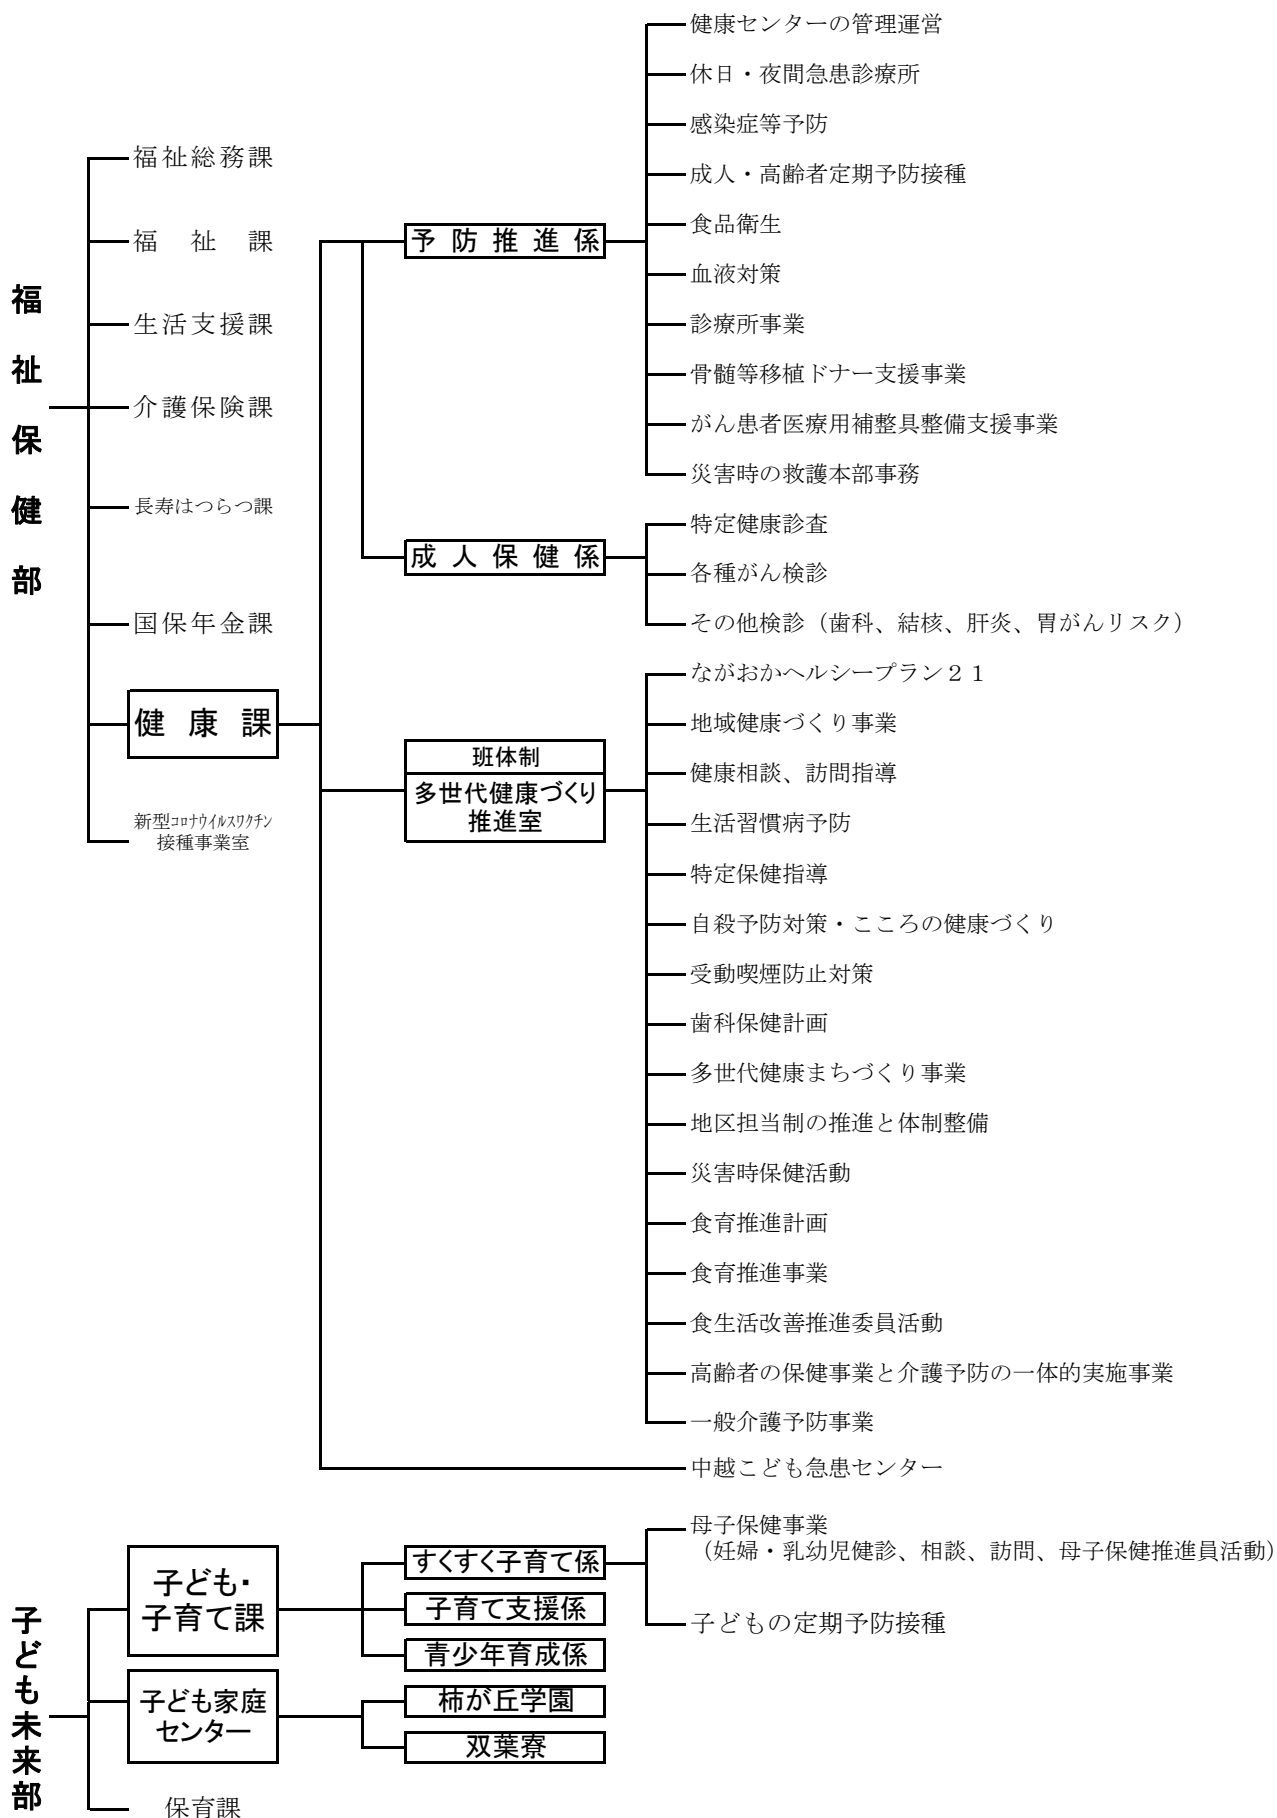 福祉保健部
福祉総務課
福祉課
生活支援課
介護保険課
長寿はつらつ課
国保年金課
健康課
新型ｺﾛﾅｳｲﾙｽﾜｸﾁﾝ
接種事業室
予防推進係
健康センターの管理運営
休日・夜間急患診療所
感染症等予防
成人・高齢者定期予防接種
食品衛生
血液対策
診療所事業
骨髄等移植ドナー支援事業
がん患者医療用補整具整備支援事業
災害時の救護本部事務
成人保健係
特定健康診査
各種がん検診
その他検診（歯科、結核、肝炎、胃がんリスク）
班体制
多世代健康づくり
推進室
ながおかヘルシープラン２１
地域健康づくり事業
健康相談、訪問指導
生活習慣病予防
特定保健指導
自殺予防対策・こころの健康づくり
受動喫煙防止対策
歯科保健計画
多世代健康まちづくり事業
地区担当制の推進と体制整備
災害時保健活動
食育推進計画
食育推進事業
食生活改善推進委員活動
高齢者の保健事業と介護予防の一体的実施事業
一般介護予防事業
中越こども急患センター
子ども未来部
子ども・
子育て課
すくすく子育て係
母子保健事業
（妊婦・乳幼児健診、相談、訪問、母子保健推進員活動）
子どもの定期予防接種
子育て支援係
青少年育成係
子ども家庭
センター
柿が丘学園
双葉寮
保育課